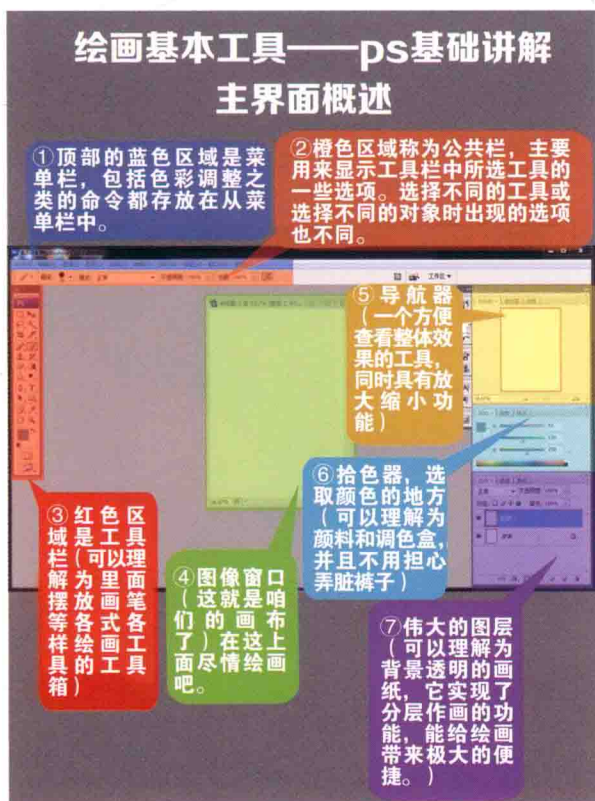 绘画基本工具——ps基础讲解
主界面概述
①顶部的蓝色区域是菜
单栏，包括色彩调整之
类的命令都存放在从菜
单栏中。
②橙色区域称为公共栏，主要
用来显示工具栏中所选工具的
一些选项。选择不同的工具或
选择不同的对象时出现的选项
也不同。
工作区
⑤导航器
（一个方便
查看整体效
果的工具，
同时具有放
大缩小功
能）
⑥拾色器，选
取颜色的地方
（可以理解为
颜料和调色盒，
并且不用担心
弄脏裤子）
③红色区
域是工具
栏（可以理
解为里面
摆放画笔
等各式各
样绘画工
具的工具
箱）
④图像窗口
（这就是咱
们的画布
了）在这上
面尽情绘画
吧。
⑦伟大的图层
（可以理解为
背景透明的画
纸，它实现了
分层作画的功
能，能给绘画
带来极大的便
捷。）